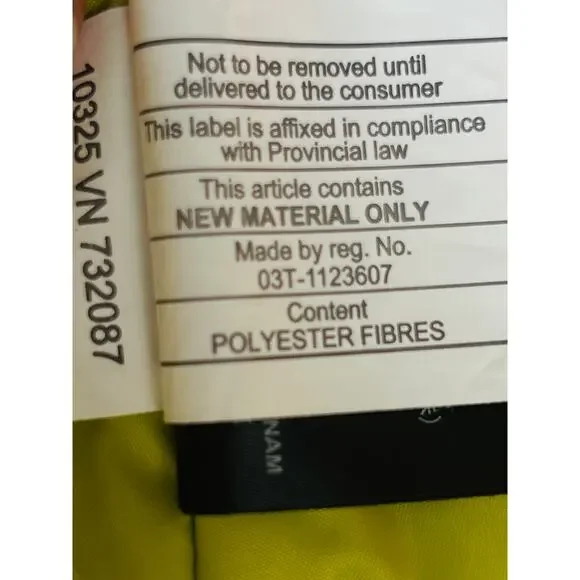 Not to be removed until
delivered to the consumer
This label is affixed in compliance
with Provincial law
This article contains
NEW MATERIAL ONLY
Made by reg. No.
03T-1123607
Content
POLYESTER FIBRES
10325 VN 732087
NAM